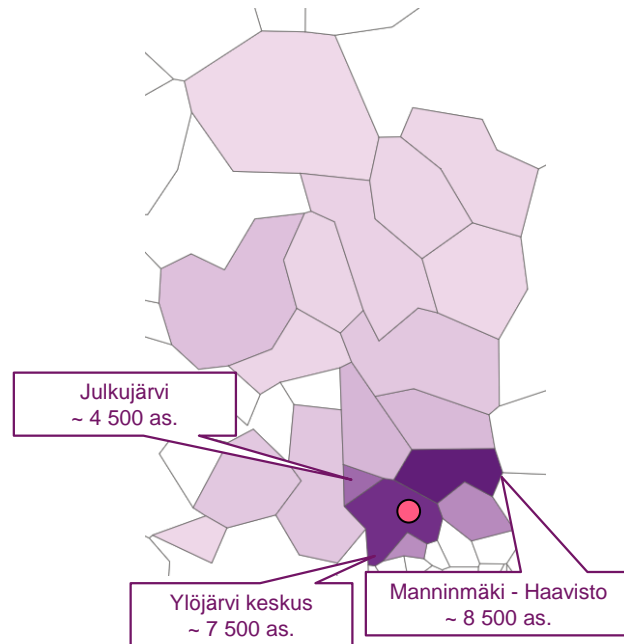 Julkujärvi
~ 4 500 as.
Ylöjärvi keskus
~ 7 500 as.
Manninmäki - Haavisto
~ 8 500 as.